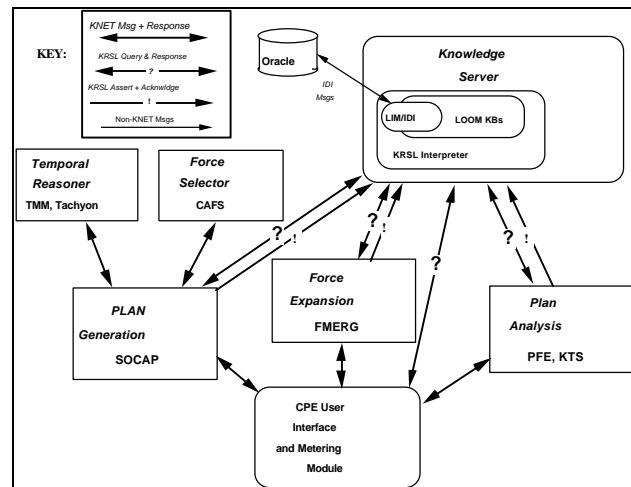 KEY:
KNET Msg + Response
KRSL Query & Response
?
KRSL Assert + Acknwldge
!
Non-KNET Msgs
Oracle
IDI
Msgs
Knowledge
Server
LIM/IDI
LOOM KBs
KRSL Interpreter
Temporal
Reasoner
TMM, Tachyon
Force
Selector
CAFS
?
!
?
!
?
?
!
PLAN
Generation
SOCAP
Force
Expansion
FMERG
Plan
Analysis
PFE, KTS
CPE User
Interface
and Metering
Module